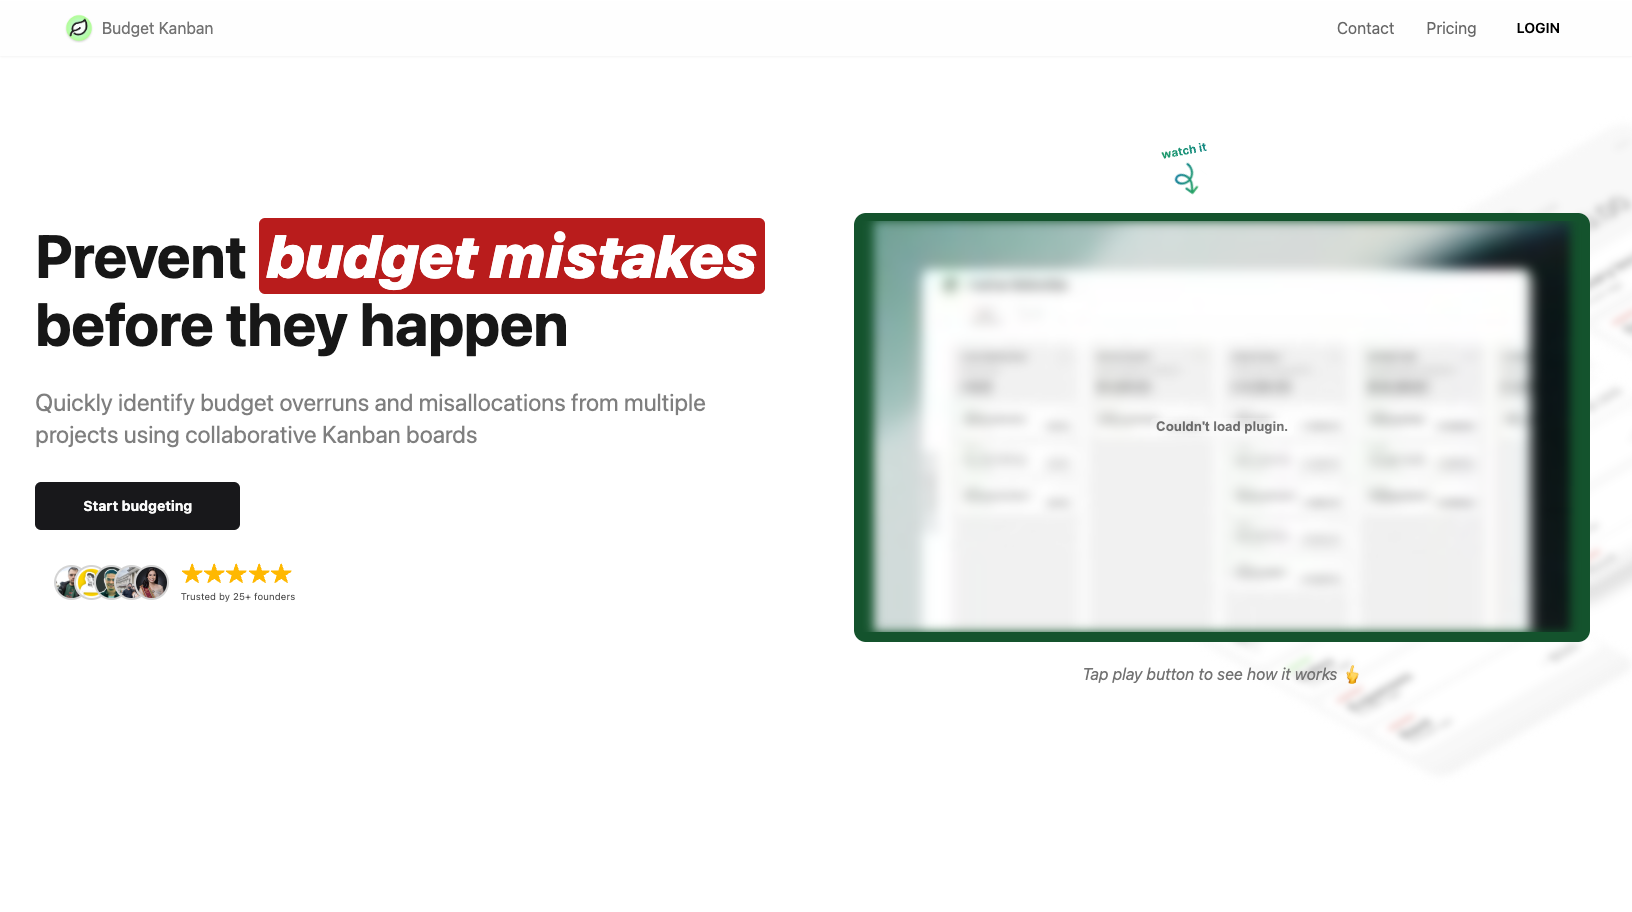 Budget Kanban
Contact
Pricing
LOGIN
watch it
Prevent budget mistakes
before they happen
Quickly identify budget overruns and misallocations from multiple
projects using collaborative Kanban boards
Start budgeting
Trusted by 25+ founders
Couldn't load plugin.
Tap play button to see how it works 👆